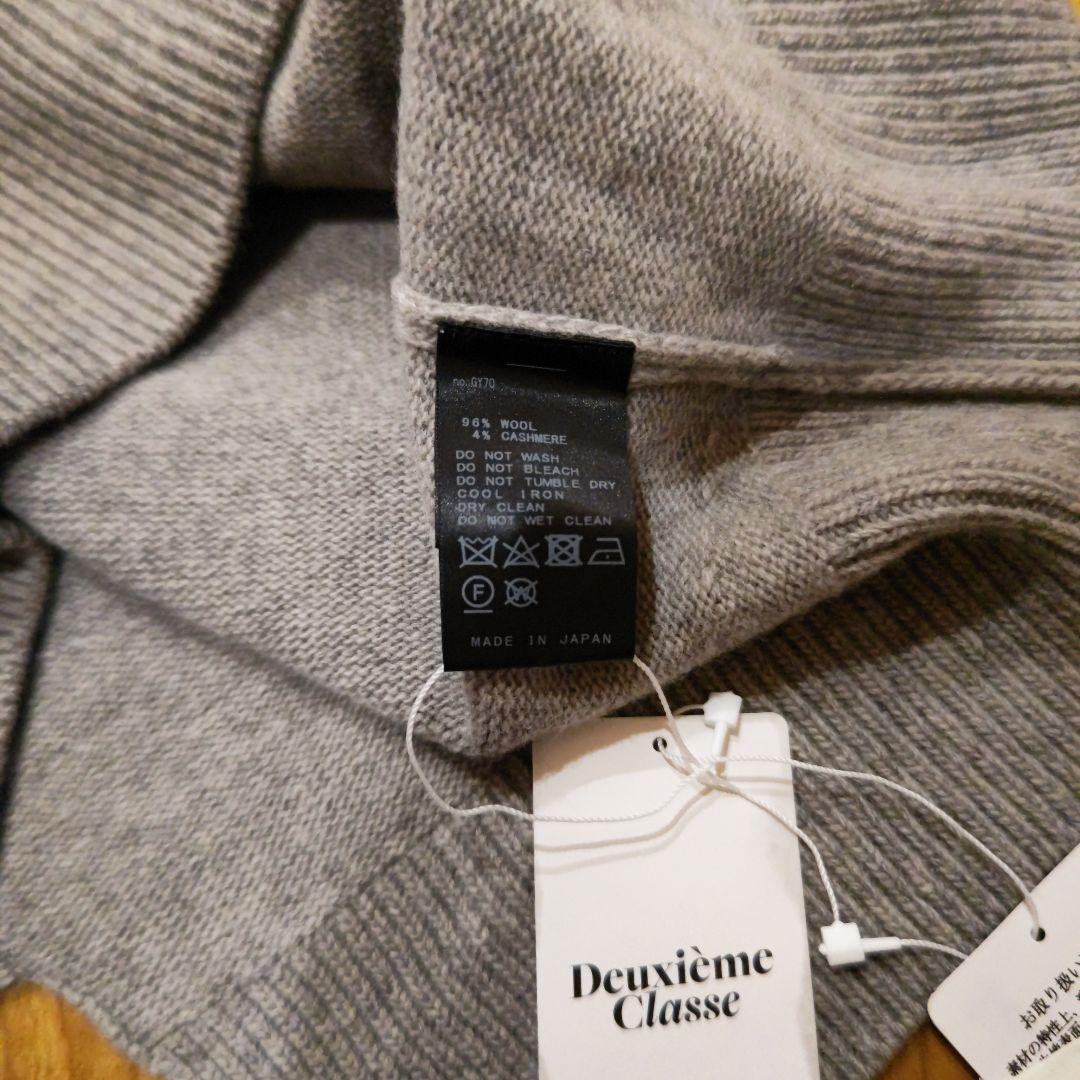 no.GY70
96% WOOL
4% CASHMERE
DO NOT WASH
DO NOT BLEACH
DO NOT TUMBLE DRY
COOL IRON
DRY CLEAN
DO NOT WET CLEAN
F
W
MADE IN JAPAN
Deuxième
Classe
お取り扱い
素材の特性上、